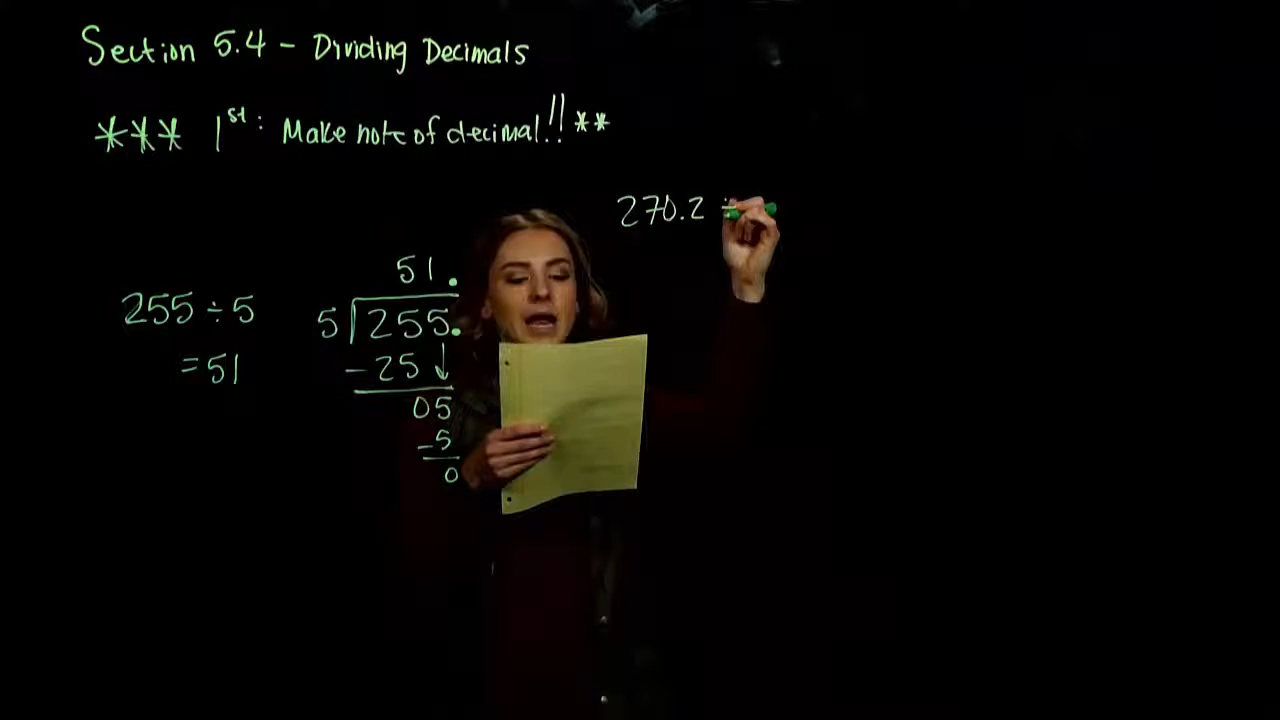 Section 5.4 - Dividing Decimals
*** 1st: Make note of decimal!! **
270.2 ÷
255 ÷ 5
= 51
51.
5 255.
- 25 ↓
05
- 5
0